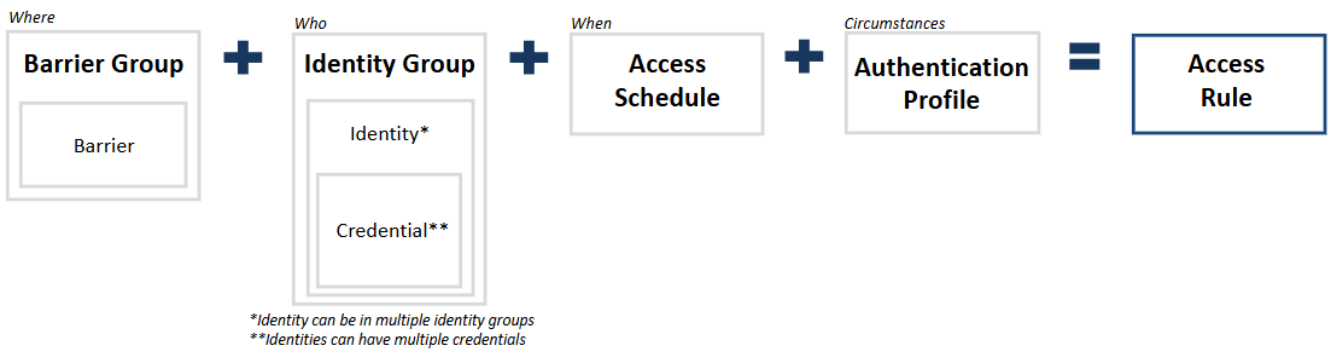 Where
Barrier Group
Barrier
+
Who
Identity Group
Identity*
Credential**
*Identity can be in multiple identity groups
**Identities can have multiple credentials
+
When
Access
Schedule
+
Circumstances
Authentication
Profile
=
Access
Rule